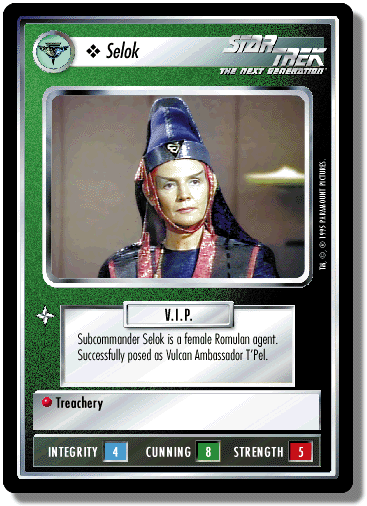 ❖ Selok
STAR TREK
THE NEXT GENERATION®
TM, ©, ® 1995 PARAMOUNT PICTURES.
V.I.P.
Subcommander Selok is a female Romulan agent.
Successfully posed as Vulcan Ambassador T'Pel.
Treachery
INTEGRITY 4 CUNNING 8 STRENGTH 5